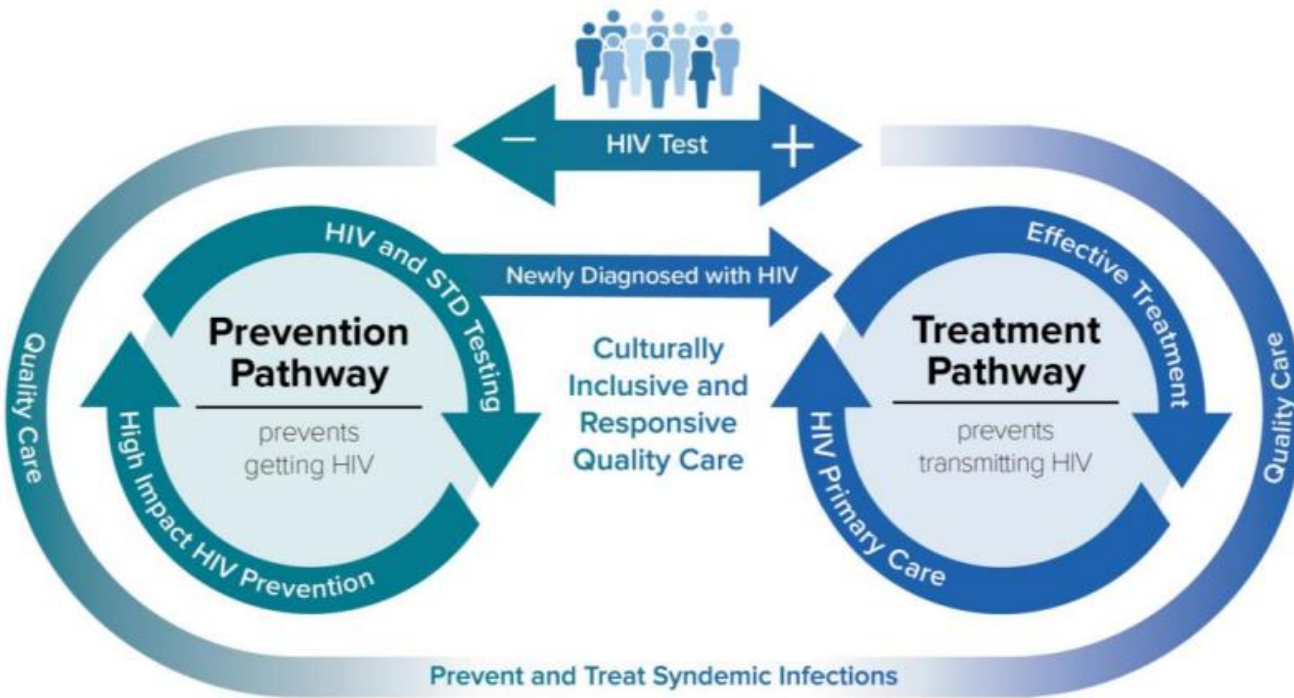 − HIV Test +
HIV and STD Testing
Newly Diagnosed with HIV
Effective Treatment
Quality Care
Prevention
Pathway
prevents
getting HIV
High Impact HIV Prevention
Culturally
Inclusive and
Responsive
Quality Care
Treatment
Pathway
prevents
transmitting HIV
HIV Primary Care
Quality Care
Prevent and Treat Syndemic Infections